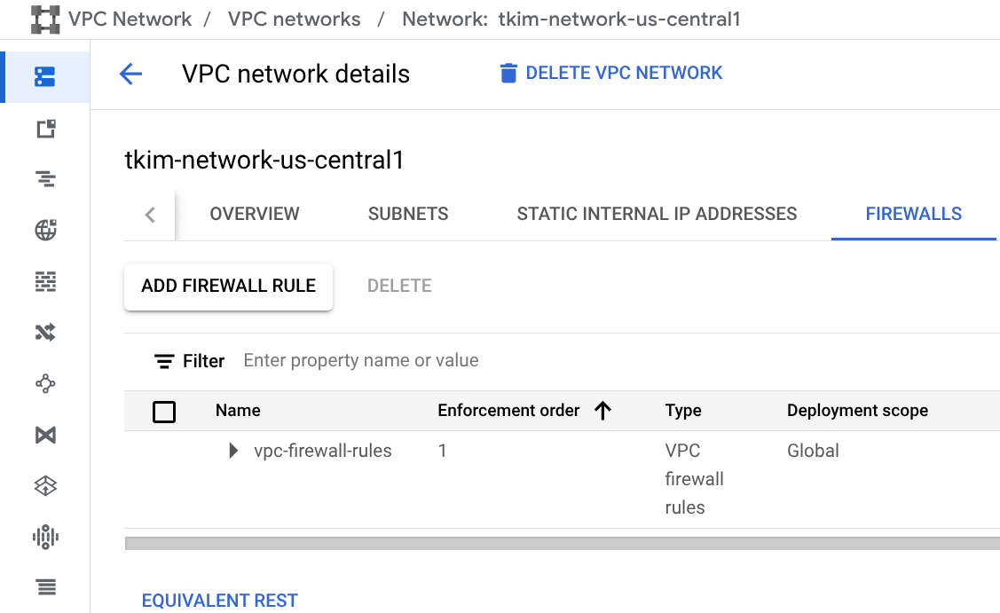 VPC Network / VPC networks / Network: tkim-network-us-central1
VPC network details DELETE VPC NETWORK
tkim-network-us-central1
OVERVIEW SUBNETS STATIC INTERNAL IP ADDRESSES FIREWALLS
ADD FIREWALL RULE DELETE
Filter Enter property name or value
Name Enforcement order Type Deployment scope
vpc-firewall-rules 1 VPC Global
firewall
rules
EQUIVALENT REST